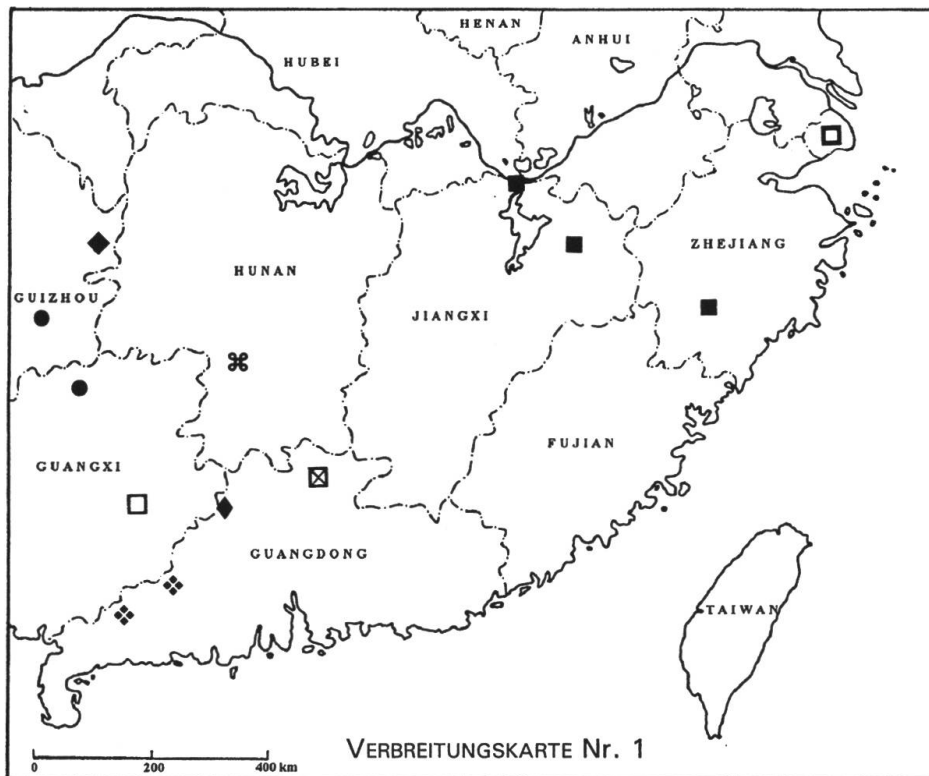 HENAN
ANHUI
HUBEI
ZHEJIANG
HUNAN
GUIZHOU
JIANGXI
FUJIAN
GUANGXI
GUANGDONG
TAIWAN
VERBREITUNGSKARTE NR. 1
0 200 400 km